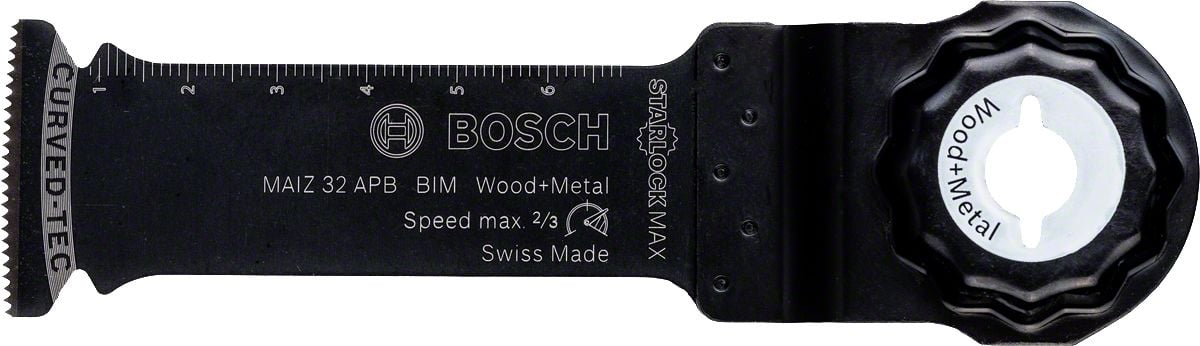 CURVED-TEC
1 2 3 4 5 6
BOSCH
MAIZ 32 APB BIM Wood+Metal
Speed max. 2/3
Swiss Made
STARLOCK MAX
Wood+Metal